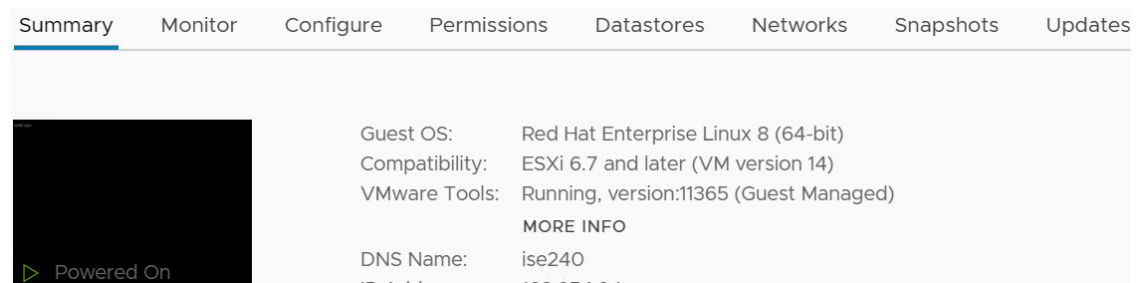 Summary Monitor Configure Permissions Datastores Networks Snapshots Updates
Guest OS: Red Hat Enterprise Linux 8 (64-bit)
Compatibility: ESXi 6.7 and later (VM version 14)
VMware Tools: Running, version:11365 (Guest Managed)
MORE INFO
DNS Name: ise240
Powered On